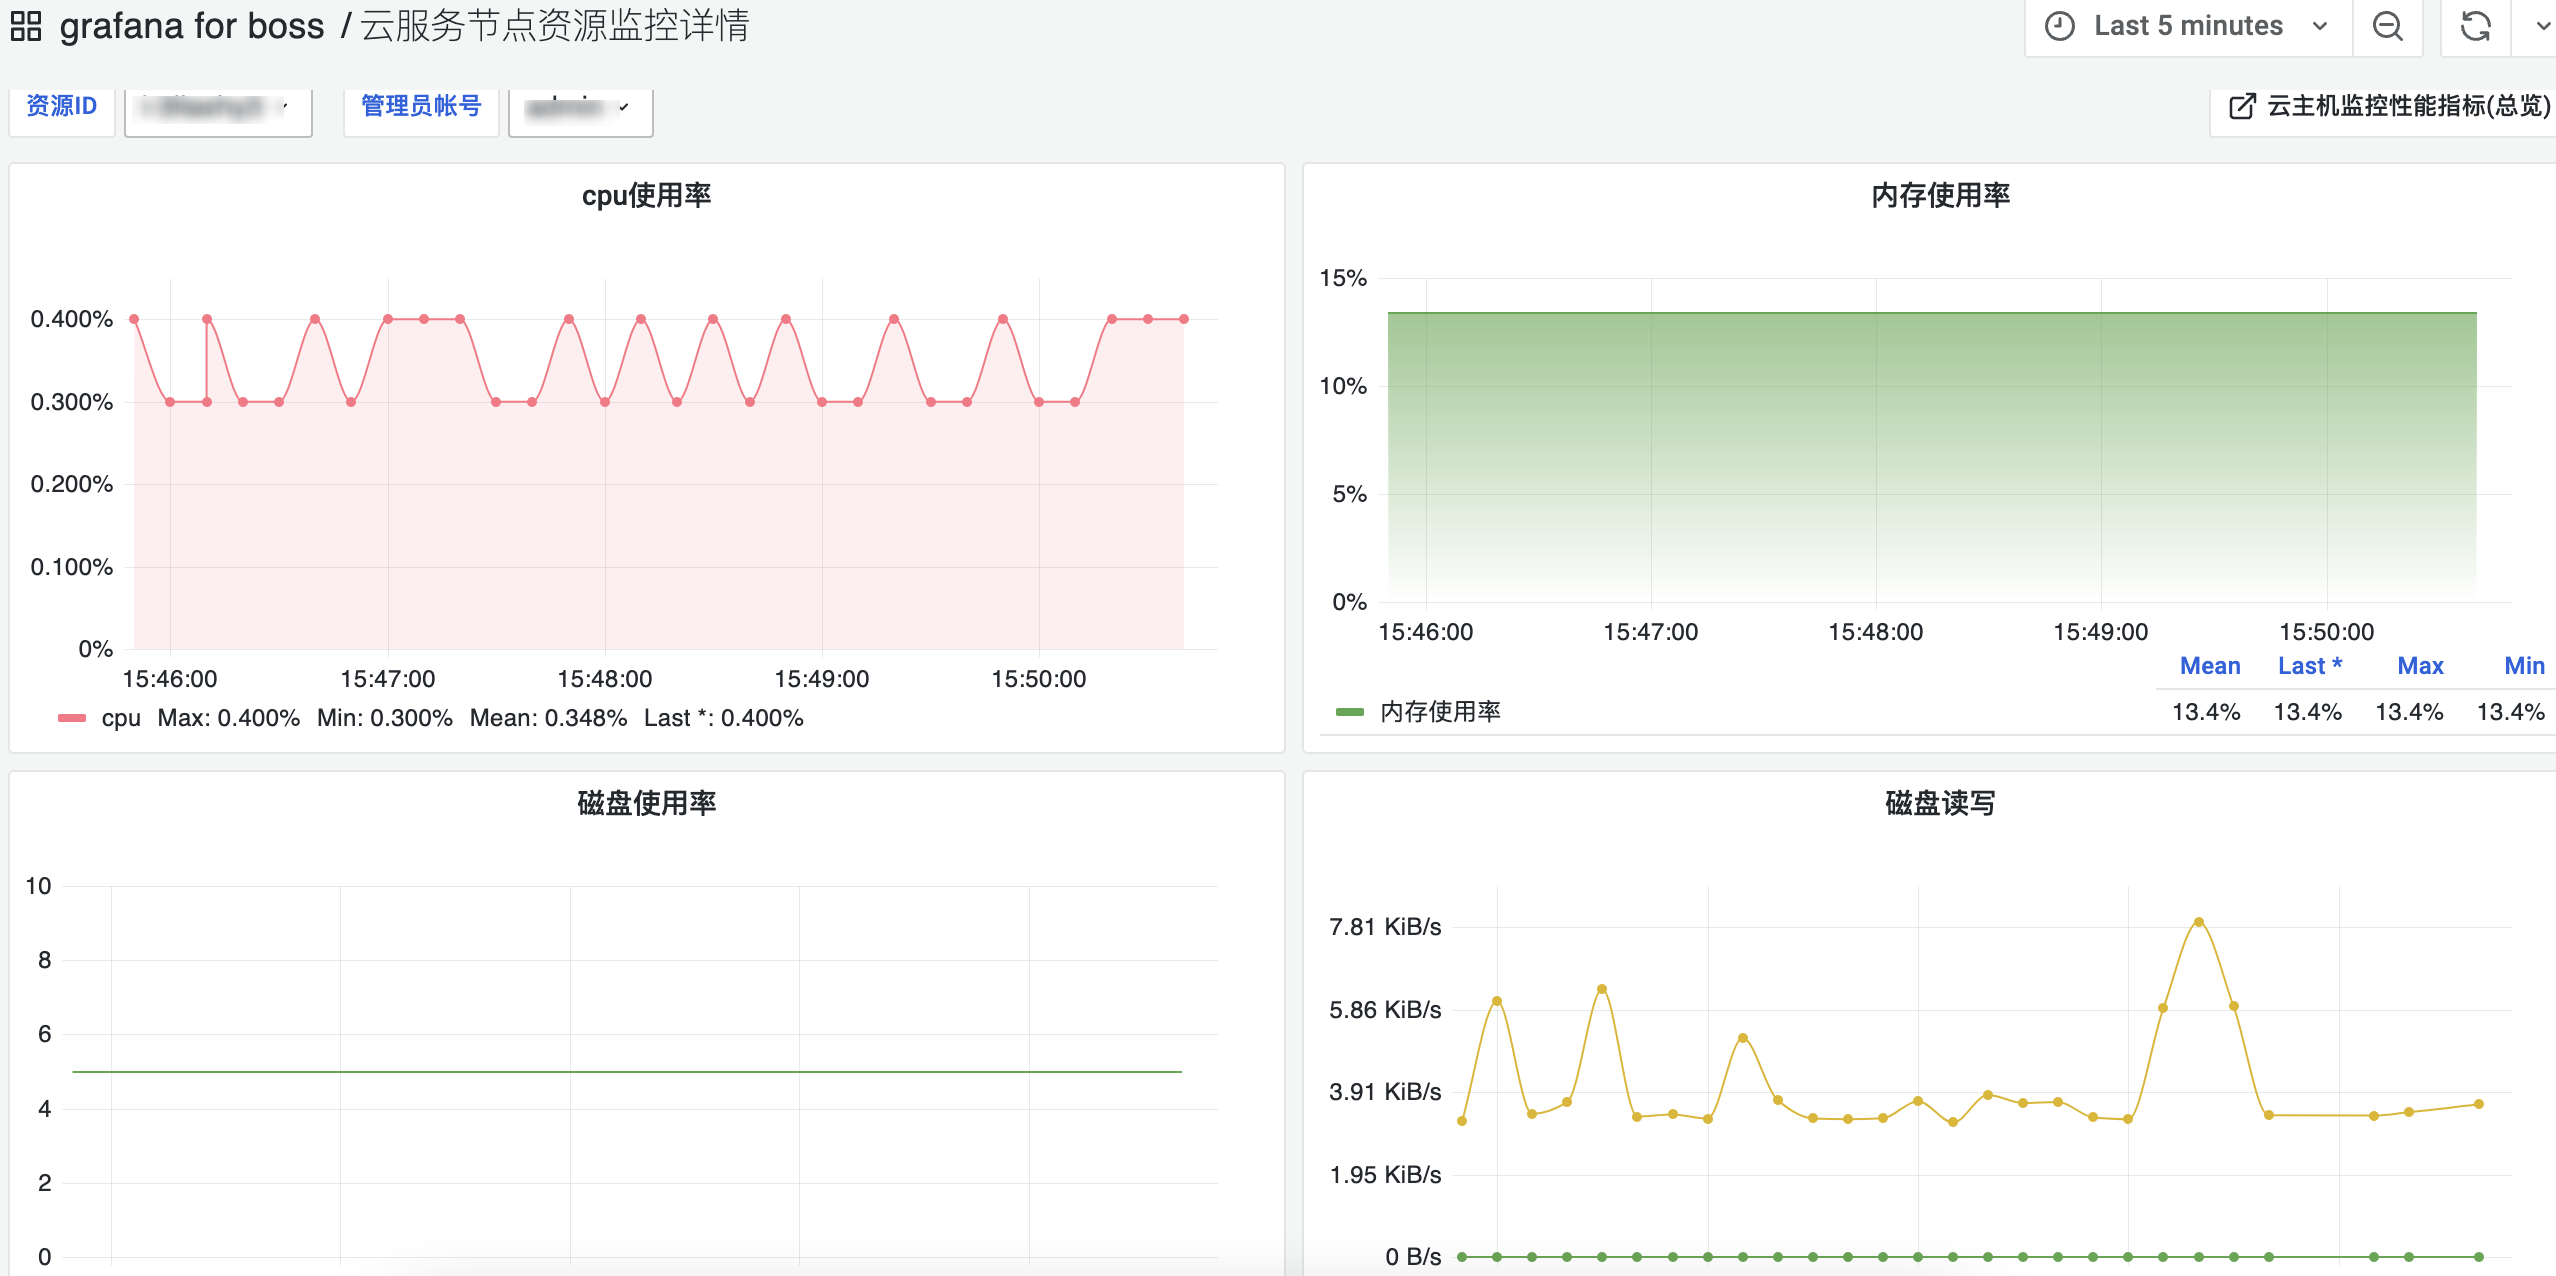 grafana for boss / 云服务节点资源监控详情
Last 5 minutes
资源ID
管理员帐号
admin
云主机监控性能指标(总览)
cpu使用率
0.400%
0.300%
0.200%
0.100%
0%
15:46:00 15:47:00 15:48:00 15:49:00 15:50:00
cpu Max: 0.400% Min: 0.300% Mean: 0.348% Last *: 0.400%
内存使用率
15%
10%
5%
0%
15:46:00 15:47:00 15:48:00 15:49:00 15:50:00
Mean Last * Max Min
内存使用率 13.4% 13.4% 13.4% 13.4%
磁盘使用率
10
8
6
4
2
0
磁盘读写
7.81 KiB/s
5.86 KiB/s
3.91 KiB/s
1.95 KiB/s
0 B/s